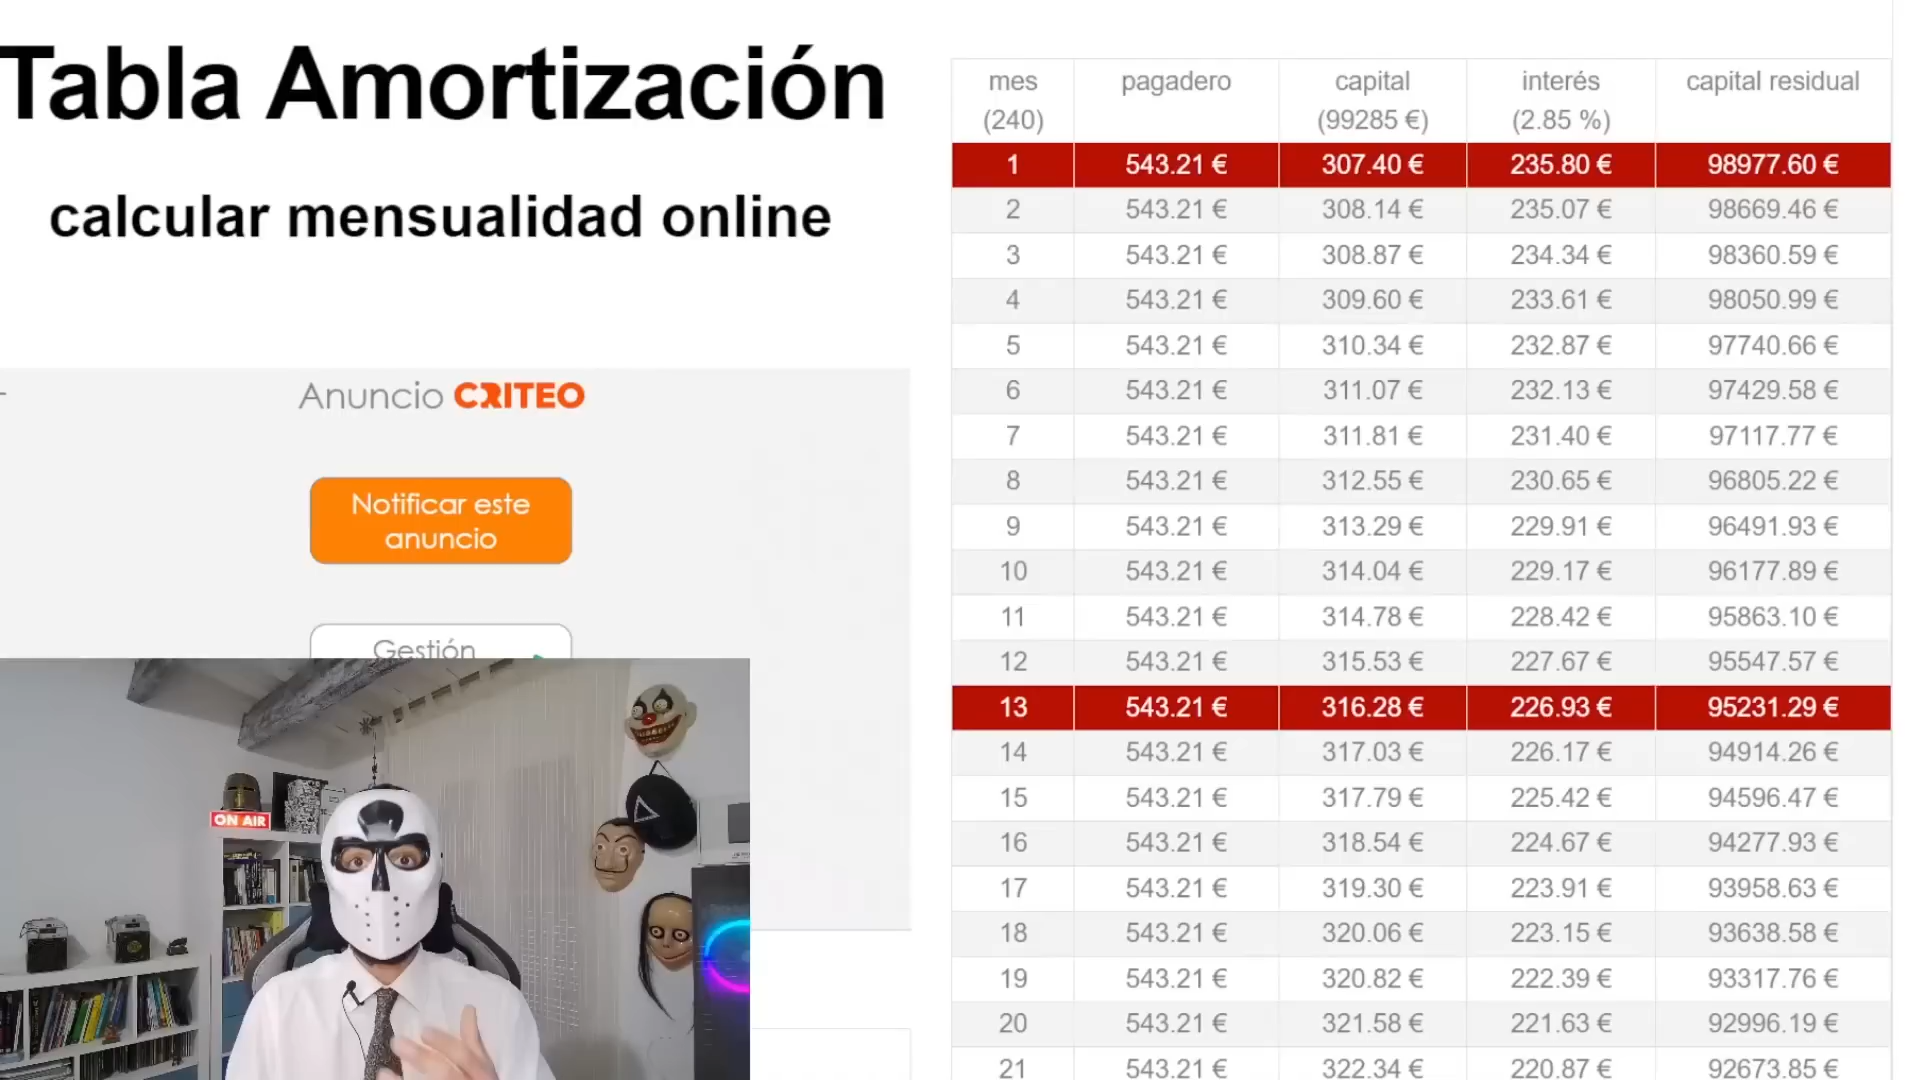 Tabla Amortización
calcular mensualidad online
Anuncio CRITEO
Notificar este
anuncio
Gestión
ON AIR
mes pagadero capital interés capital residual
(240) (99285 €) (2.85 %)
1 543.21 € 307.40 € 235.80 € 98977.60 €
2 543.21 € 308.14 € 235.07 € 98669.46 €
3 543.21 € 308.87 € 234.34 € 98360.59 €
4 543.21 € 309.60 € 233.61 € 98050.99 €
5 543.21 € 310.34 € 232.87 € 97740.66 €
6 543.21 € 311.07 € 232.13 € 97429.58 €
7 543.21 € 311.81 € 231.40 € 97117.77 €
8 543.21 € 312.55 € 230.65 € 96805.22 €
9 543.21 € 313.29 € 229.91 € 96491.93 €
10 543.21 € 314.04 € 229.17 € 96177.89 €
11 543.21 € 314.78 € 228.42 € 95863.10 €
12 543.21 € 315.53 € 227.67 € 95547.57 €
13 543.21 € 316.28 € 226.93 € 95231.29 €
14 543.21 € 317.03 € 226.17 € 94914.26 €
15 543.21 € 317.79 € 225.42 € 94596.47 €
16 543.21 € 318.54 € 224.67 € 94277.93 €
17 543.21 € 319.30 € 223.91 € 93958.63 €
18 543.21 € 320.06 € 223.15 € 93638.58 €
19 543.21 € 320.82 € 222.39 € 93317.76 €
20 543.21 € 321.58 € 221.63 € 92996.19 €
21 543.21 € 322.34 € 220.87 € 92673.85 €